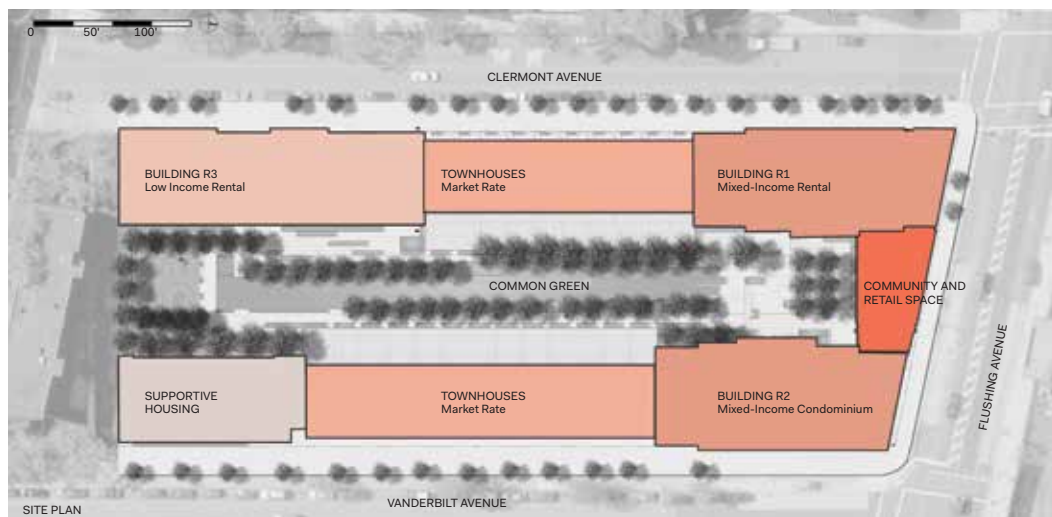 0 50' 100'
CLERMONT AVENUE
BUILDING R3
Low Income Rental
TOWNHOUSES
Market Rate
BUILDING R1
Mixed-Income Rental
COMMON GREEN
COMMUNITY AND
RETAIL SPACE
FLUSHING AVENUE
SUPPORTIVE
HOUSING
TOWNHOUSES
Market Rate
BUILDING R2
Mixed-Income Condominium
VANDERBILT AVENUE
SITE PLAN